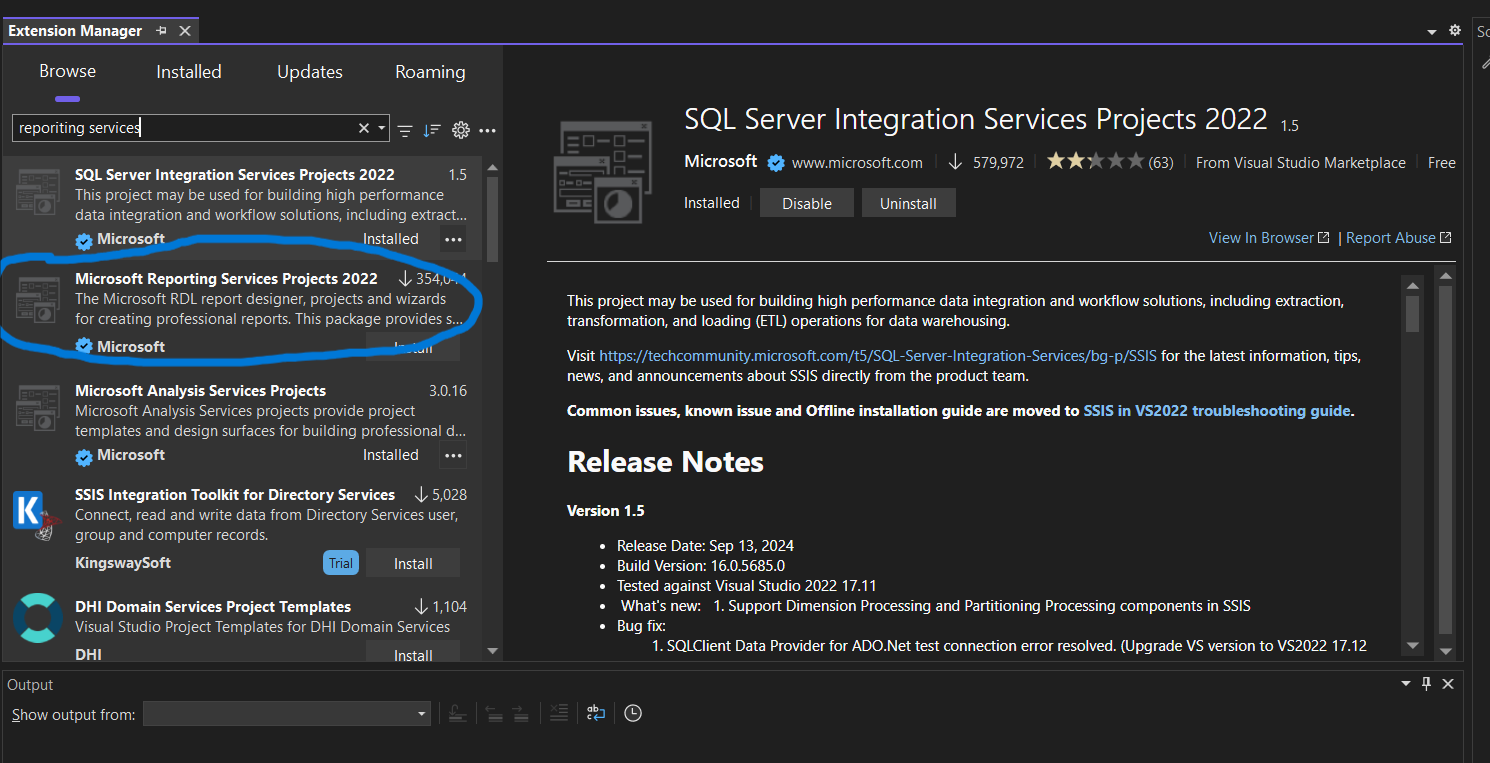 Extension Manager
Browse Installed Updates Roaming
reporiting services
SQL Server Integration Services Projects 2022 1.5
This project may be used for building high performance
data integration and workflow solutions, including extract...
Microsoft Installed
Microsoft Reporting Services Projects 2022
The Microsoft RDL report designer, projects and wizards
for creating professional reports. This package provides s...
Microsoft Install
Microsoft Analysis Services Projects 3.0.16
Microsoft Analysis Services projects provide project
templates and design surfaces for building professional d...
Microsoft Installed
SSIS Integration Toolkit for Directory Services 5,028
Connect, read and write data from Directory Services user,
group and computer records.
KingswaySoft Trial Install
DHI Domain Services Project Templates 1,104
Visual Studio Project Templates for DHI Domain Services
DHI Install
SQL Server Integration Services Projects 2022 1.5
Microsoft www.microsoft.com 579,972 (63) From Visual Studio Marketplace Free
Installed Disable Uninstall
View In Browser | Report Abuse
This project may be used for building high performance data integration and workflow solutions, including extraction,
transformation, and loading (ETL) operations for data warehousing.
Visit https://techcommunity.microsoft.com/t5/SQL-Server-Integration-Services/bg-p/SSIS for the latest information, tips,
news, and announcements about SSIS directly from the product team.
Common issues, known issue and Offline installation guide are moved to SSIS in VS2022 troubleshooting guide.
Release Notes
Version 1.5
• Release Date: Sep 13, 2024
• Build Version: 16.0.5685.0
• Tested against Visual Studio 2022 17.11
• What's new: 1. Support Dimension Processing and Partitioning Processing components in SSIS
• Bug fix:
1. SQLClient Data Provider for ADO.Net test connection error resolved. (Upgrade VS version to VS2022 17.12
Output
Show output from: